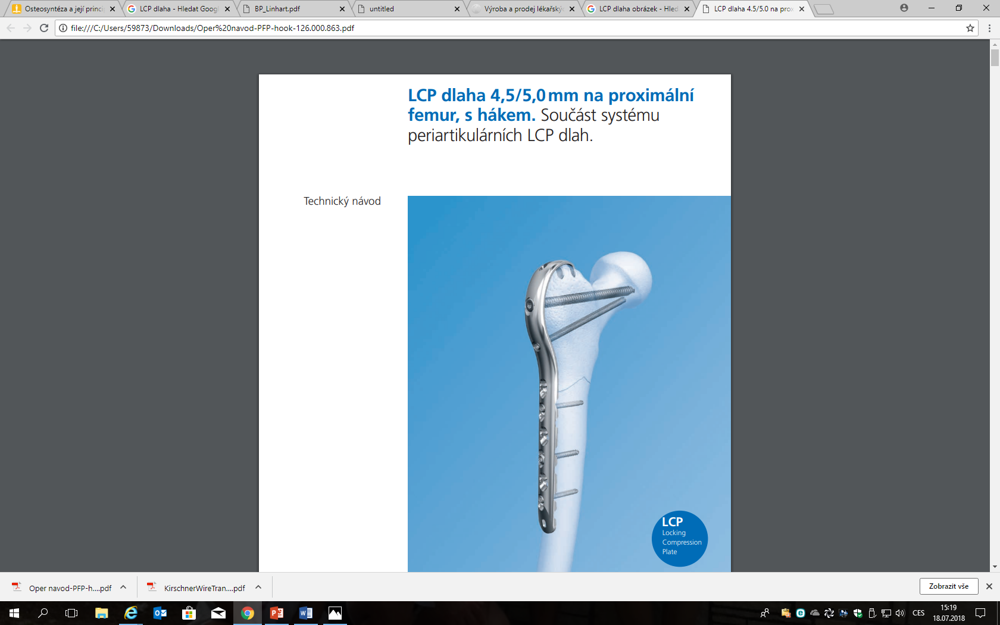 Osteosyntéza a její princi
LCP dlaha - Hledat Googl
BP_Linhart.pdf
untitled
Výroba a prodej lékařský
LCP dlaha obrázek - Hled
LCP dlaha 4.5/5.0 na prox
file:///C:/Users/59873/Downloads/Oper%20navod-PFP-hook-126.000.863.pdf
LCP dlaha 4,5/5,0 mm na proximální
femur, s hákem. Součást systému
periartikulárních LCP dlah.
Technický návod
LCP
Locking
Compression
Plate
Oper navod-PFP-h....pdf
KirschnerWireTran....pdf
Zobrazit vše
CES
15:19
18.07.2018